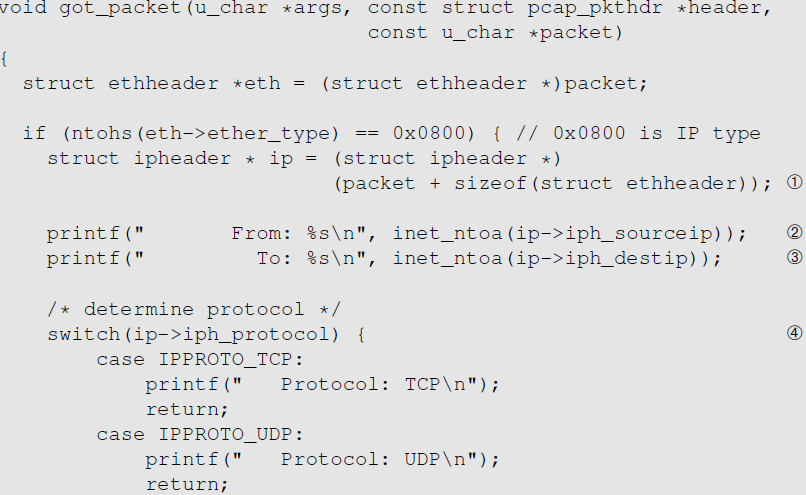 void got_packet(u_char *args, const struct pcap_pkthdr *header,
                              const u_char *packet)
{
  struct ethheader *eth = (struct ethheader *)packet;

  if (ntohs(eth->ether_type) == 0x0800) { // 0x0800 is IP type
    struct ipheader * ip = (struct ipheader *)
                           (packet + sizeof(struct ethheader)); ①

    printf("       From: %s\n", inet_ntoa(ip->iph_sourceip));   ②
    printf("         To: %s\n", inet_ntoa(ip->iph_destip));     ③

    /* determine protocol */
    switch(ip->iph_protocol) {                                  ④
        case IPPROTO_TCP:
            printf("   Protocol: TCP\n");
            return;
        case IPPROTO_UDP:
            printf("   Protocol: UDP\n");
            return;